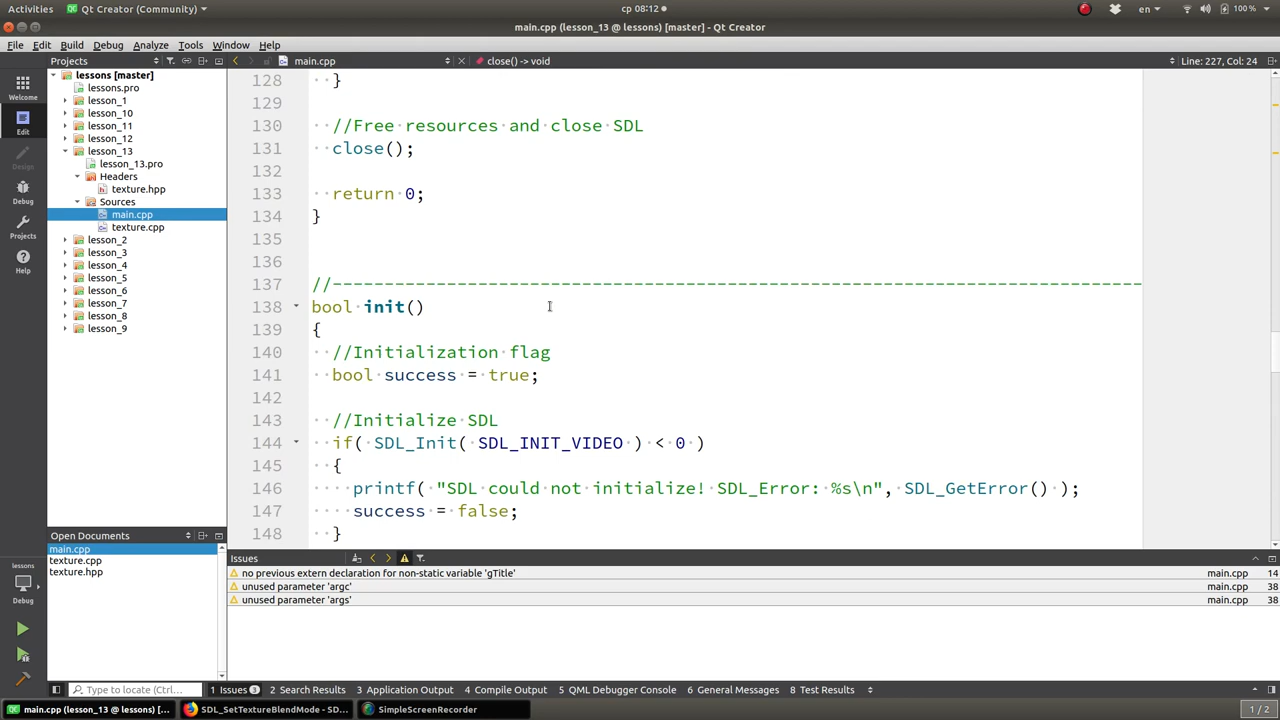 Activities
Qt Creator (Community)
ср 08:12
en
100 %
main.cpp (lesson_13 @ lessons) [master] - Qt Creator
File Edit Build Debug Analyze Tools Window Help
Projects
main.cpp
close() -> void
Line: 227, Col: 24
Welcome
Edit
Design
Debug
Projects
Help
lessons
Debug
lessons [master]
lessons.pro
lesson_1
lesson_10
lesson_11
lesson_12
lesson_13
lesson_13.pro
Headers
texture.hpp
Sources
main.cpp
texture.cpp
lesson_2
lesson_3
lesson_4
lesson_5
lesson_6
lesson_7
lesson_8
lesson_9
Open Documents
main.cpp
texture.cpp
texture.hpp
128 }
129
130 //Free resources and close SDL
131 close();
132
133 return 0;
134 }
135
136
137 //------------------------------------------------------------------------------
138 bool init()
139 {
140 //Initialization flag
141 bool success = true;
142
143 //Initialize SDL
144 if( SDL_Init( SDL_INIT_VIDEO ) < 0 )
145 {
146 printf( "SDL could not initialize! SDL_Error: %s\n", SDL_GetError() );
147 success = false;
148 }
Issues
no previous extern declaration for non-static variable 'gTitle' main.cpp 14
unused parameter 'argc' main.cpp 38
unused parameter 'args' main.cpp 38
Type to locate (Ctrl+...
1 Issues 3
2 Search Results
3 Application Output
4 Compile Output
5 QML Debugger Console
6 General Messages
8 Test Results
main.cpp (lesson_13 @ lessons) [...
SDL_SetTextureBlendMode - SD...
SimpleScreenRecorder
1 / 2